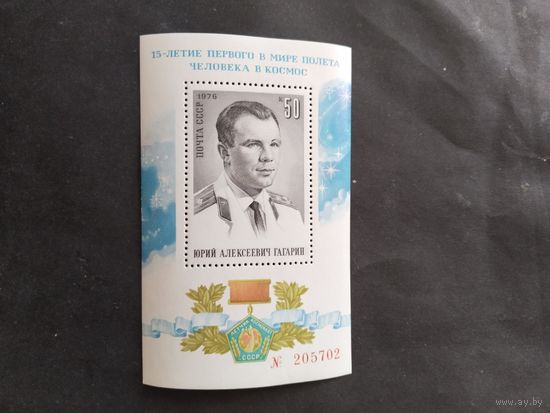 15-ЛЕТИЕ ПЕРВОГО В МИРЕ ПОЛЕТА
ЧЕЛОВЕКА В КОСМОС
1976
К 50
ПОЧТА СССР
ЮРИЙ АЛЕКСЕЕВИЧ ГАГАРИН
СССР
№ 205702
www.ay.by